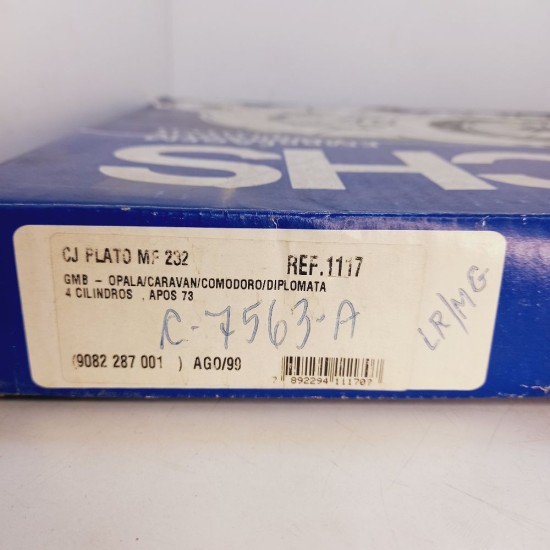 SACHS
CJ PLATO MF 232
REF.1117
GMB - OPALA/CARAVAN/COMODORO/DIPLOMATA
4 CILINDROS , APOS 73
C-7563-A
LR/MG
(9082 287 001 ) AGO/99
7 892294 111707